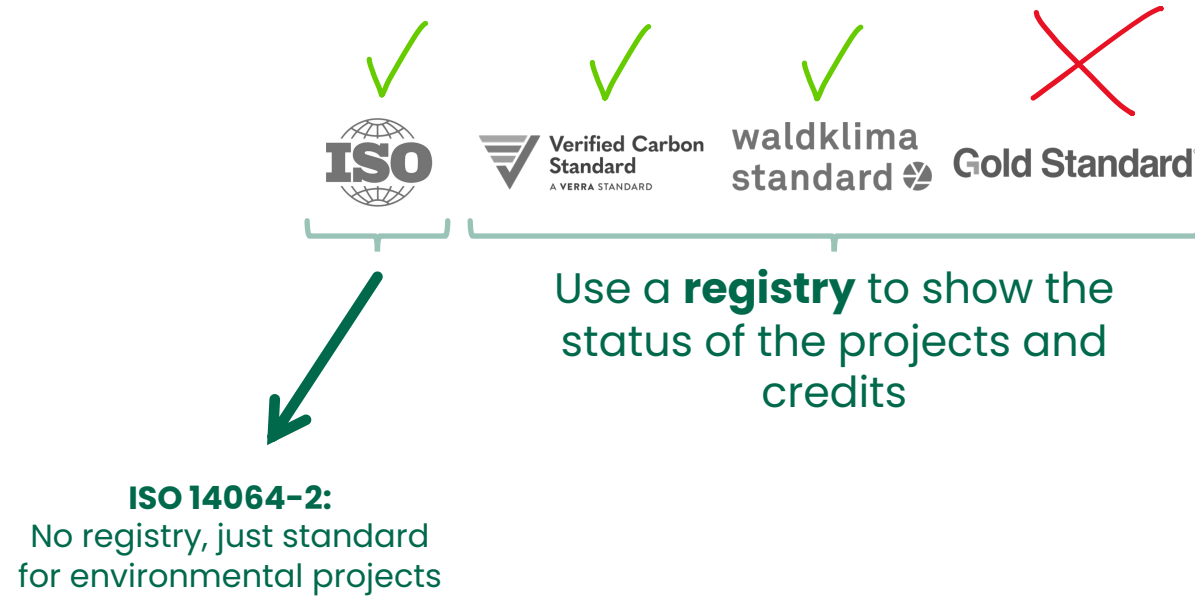 ISO
Verified Carbon
Standard
A VERRA STANDARD
waldklima
standard
Gold Standard
Use a registry to show the
status of the projects and
credits
ISO 14064-2:
No registry, just standard
for environmental projects